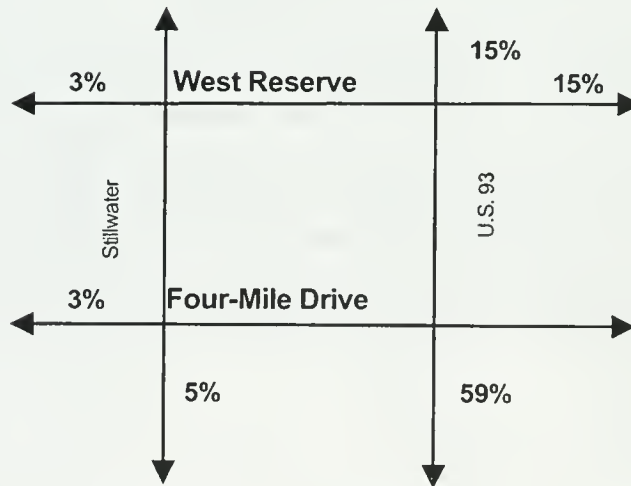 15%
3%
West Reserve
15%
Stillwater
U.S. 93
3%
Four-Mile Drive
5%
59%